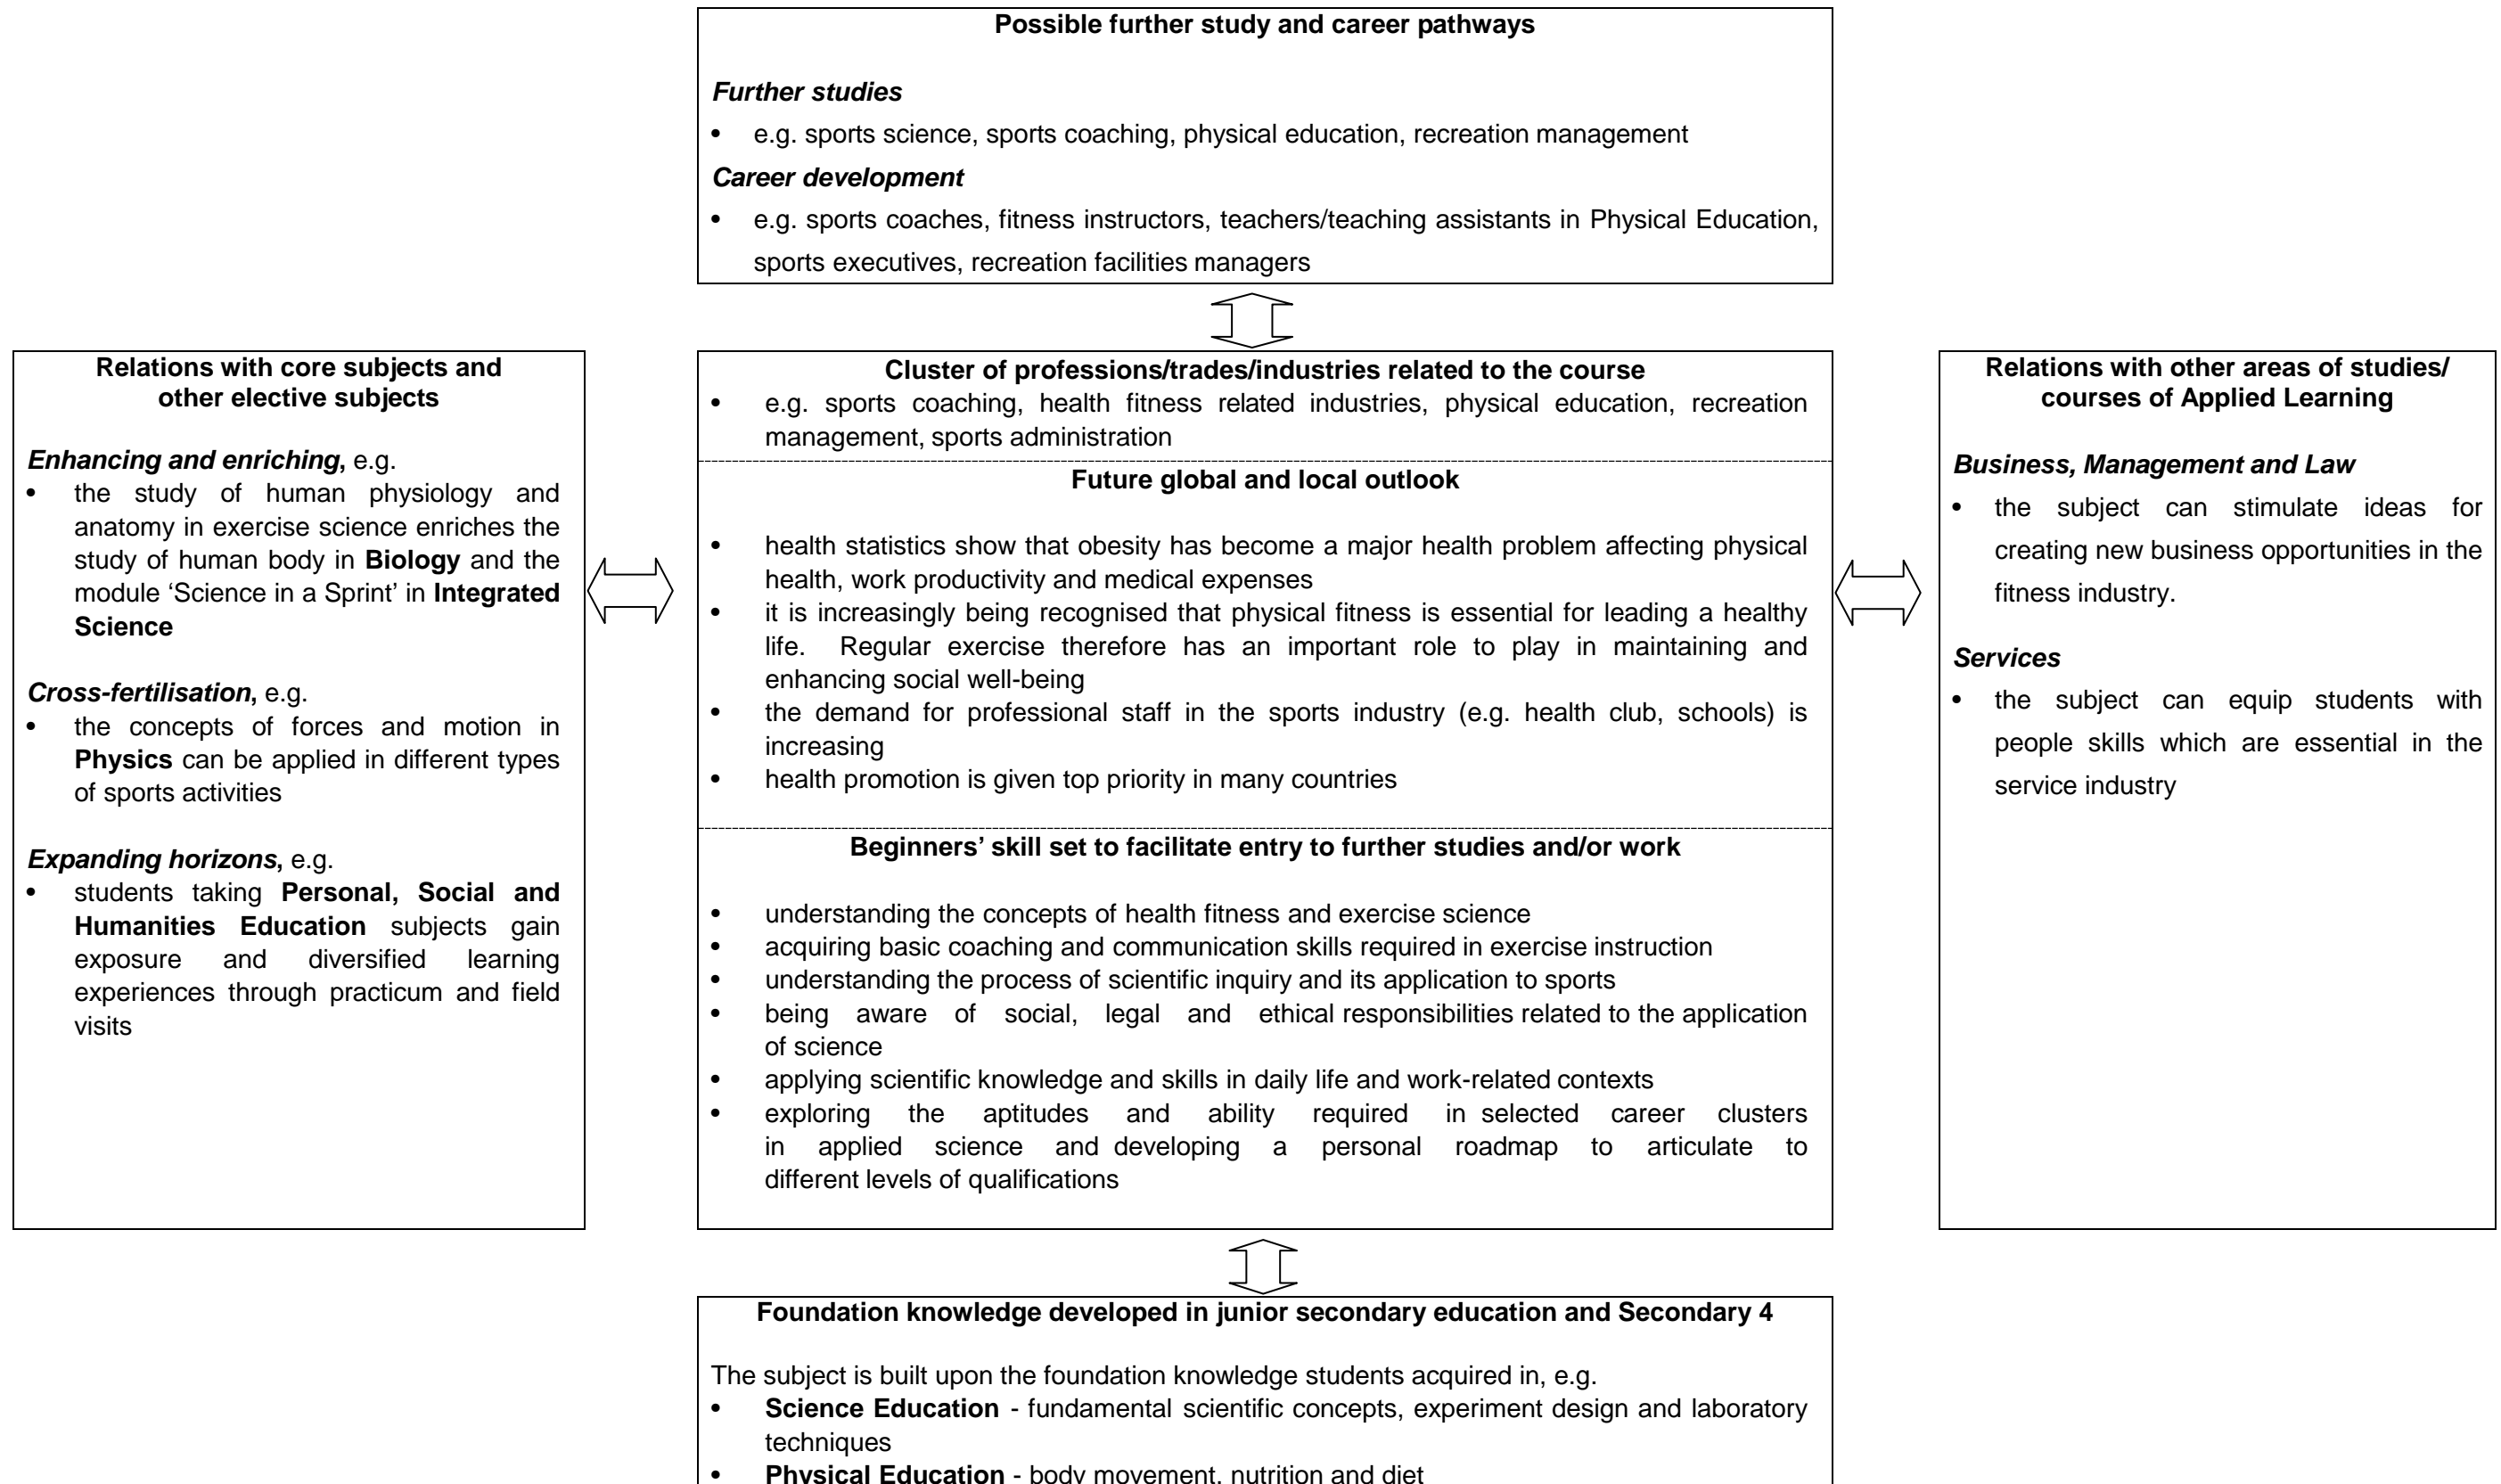 Possible further study and career pathways
Further studies
• e.g. sports science, sports coaching, physical education, recreation management
Career development
• e.g. sports coaches, fitness instructors, teachers/teaching assistants in Physical Education,
sports executives, recreation facilities managers
Relations with core subjects and
other elective subjects
Enhancing and enriching, e.g.
• the study of human physiology and
anatomy in exercise science enriches the
study of human body in Biology and the
module ‘Science in a Sprint’ in Integrated
Science
Cross-fertilisation, e.g.
• the concepts of forces and motion in
Physics can be applied in different types
of sports activities
Expanding horizons, e.g.
• students taking Personal, Social and
Humanities Education subjects gain
exposure and diversified learning
experiences through practicum and field
visits
Cluster of professions/trades/industries related to the course
• e.g. sports coaching, health fitness related industries, physical education, recreation
management, sports administration
Future global and local outlook
• health statistics show that obesity has become a major health problem affecting physical
health, work productivity and medical expenses
• it is increasingly being recognised that physical fitness is essential for leading a healthy
life. Regular exercise therefore has an important role to play in maintaining and
enhancing social well-being
• the demand for professional staff in the sports industry (e.g. health club, schools) is
increasing
• health promotion is given top priority in many countries
Beginners’ skill set to facilitate entry to further studies and/or work
• understanding the concepts of health fitness and exercise science
• acquiring basic coaching and communication skills required in exercise instruction
• understanding the process of scientific inquiry and its application to sports
• being aware of social, legal and ethical responsibilities related to the application
of science
• applying scientific knowledge and skills in daily life and work-related contexts
• exploring the aptitudes and ability required in selected career clusters
in applied science and developing a personal roadmap to articulate to
different levels of qualifications
Relations with other areas of studies/
courses of Applied Learning
Business, Management and Law
• the subject can stimulate ideas for
creating new business opportunities in the
fitness industry.
Services
• the subject can equip students with
people skills which are essential in the
service industry
Foundation knowledge developed in junior secondary education and Secondary 4
The subject is built upon the foundation knowledge students acquired in, e.g.
• Science Education - fundamental scientific concepts, experiment design and laboratory
techniques
• Physical Education - body movement, nutrition and diet